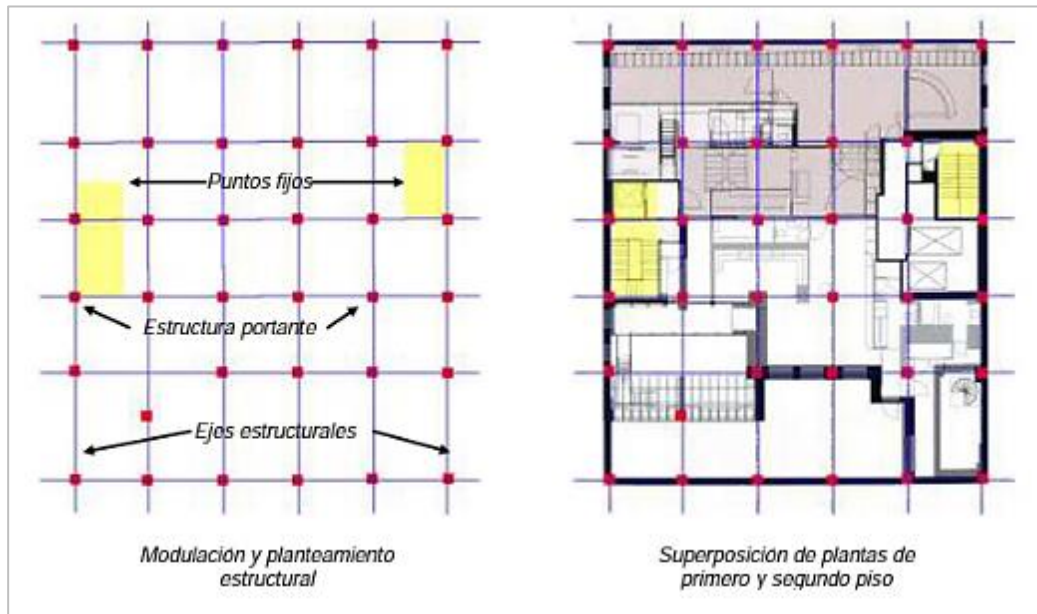 Puntos fijos
Estructura portante
Ejes estructurales
Modulación y planteamiento
estructural
Superposición de plantas de
primero y segundo piso